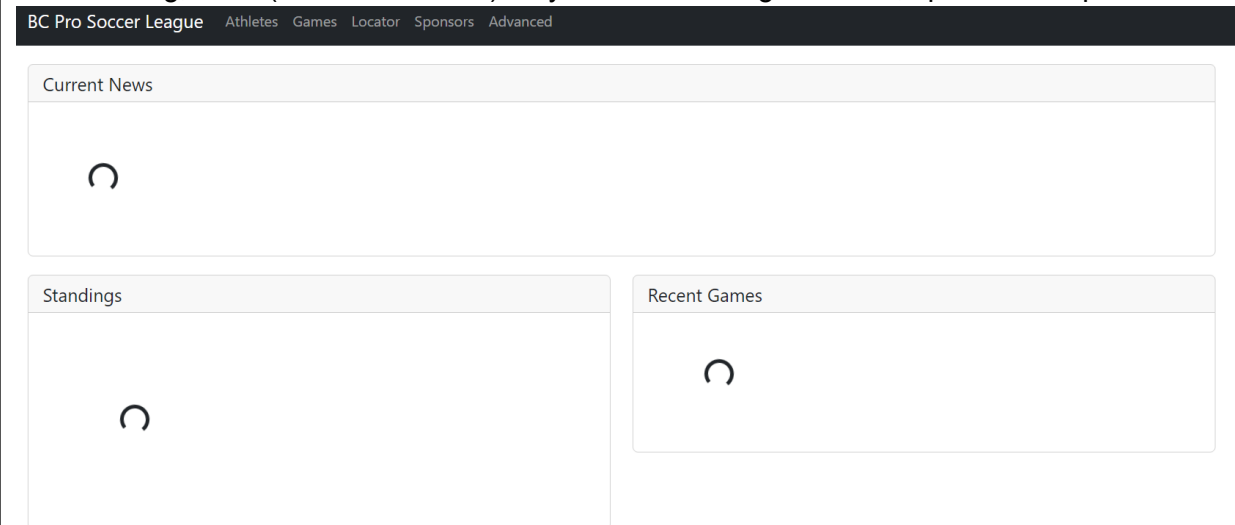 BC Pro Soccer League Athletes Games Locator Sponsors Advanced
Current News
Standings
Recent Games